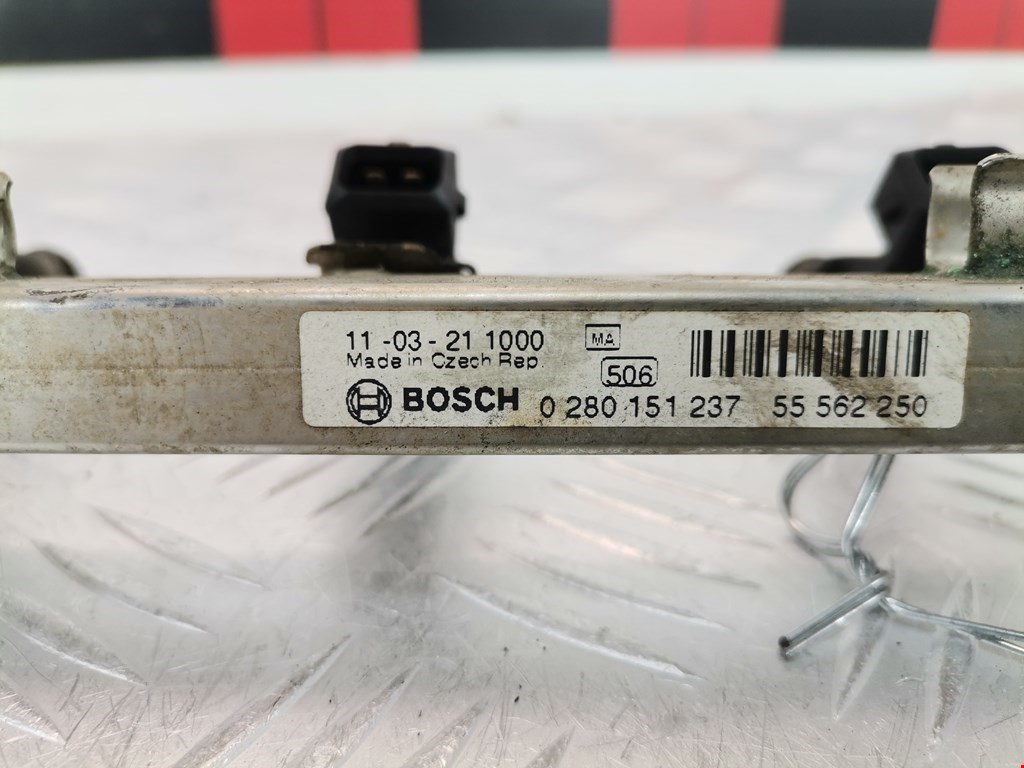 11 -03 - 21 1000 MA
Made in Czech Rep.
506
BOSCH 0 280 151 237 55 562 250